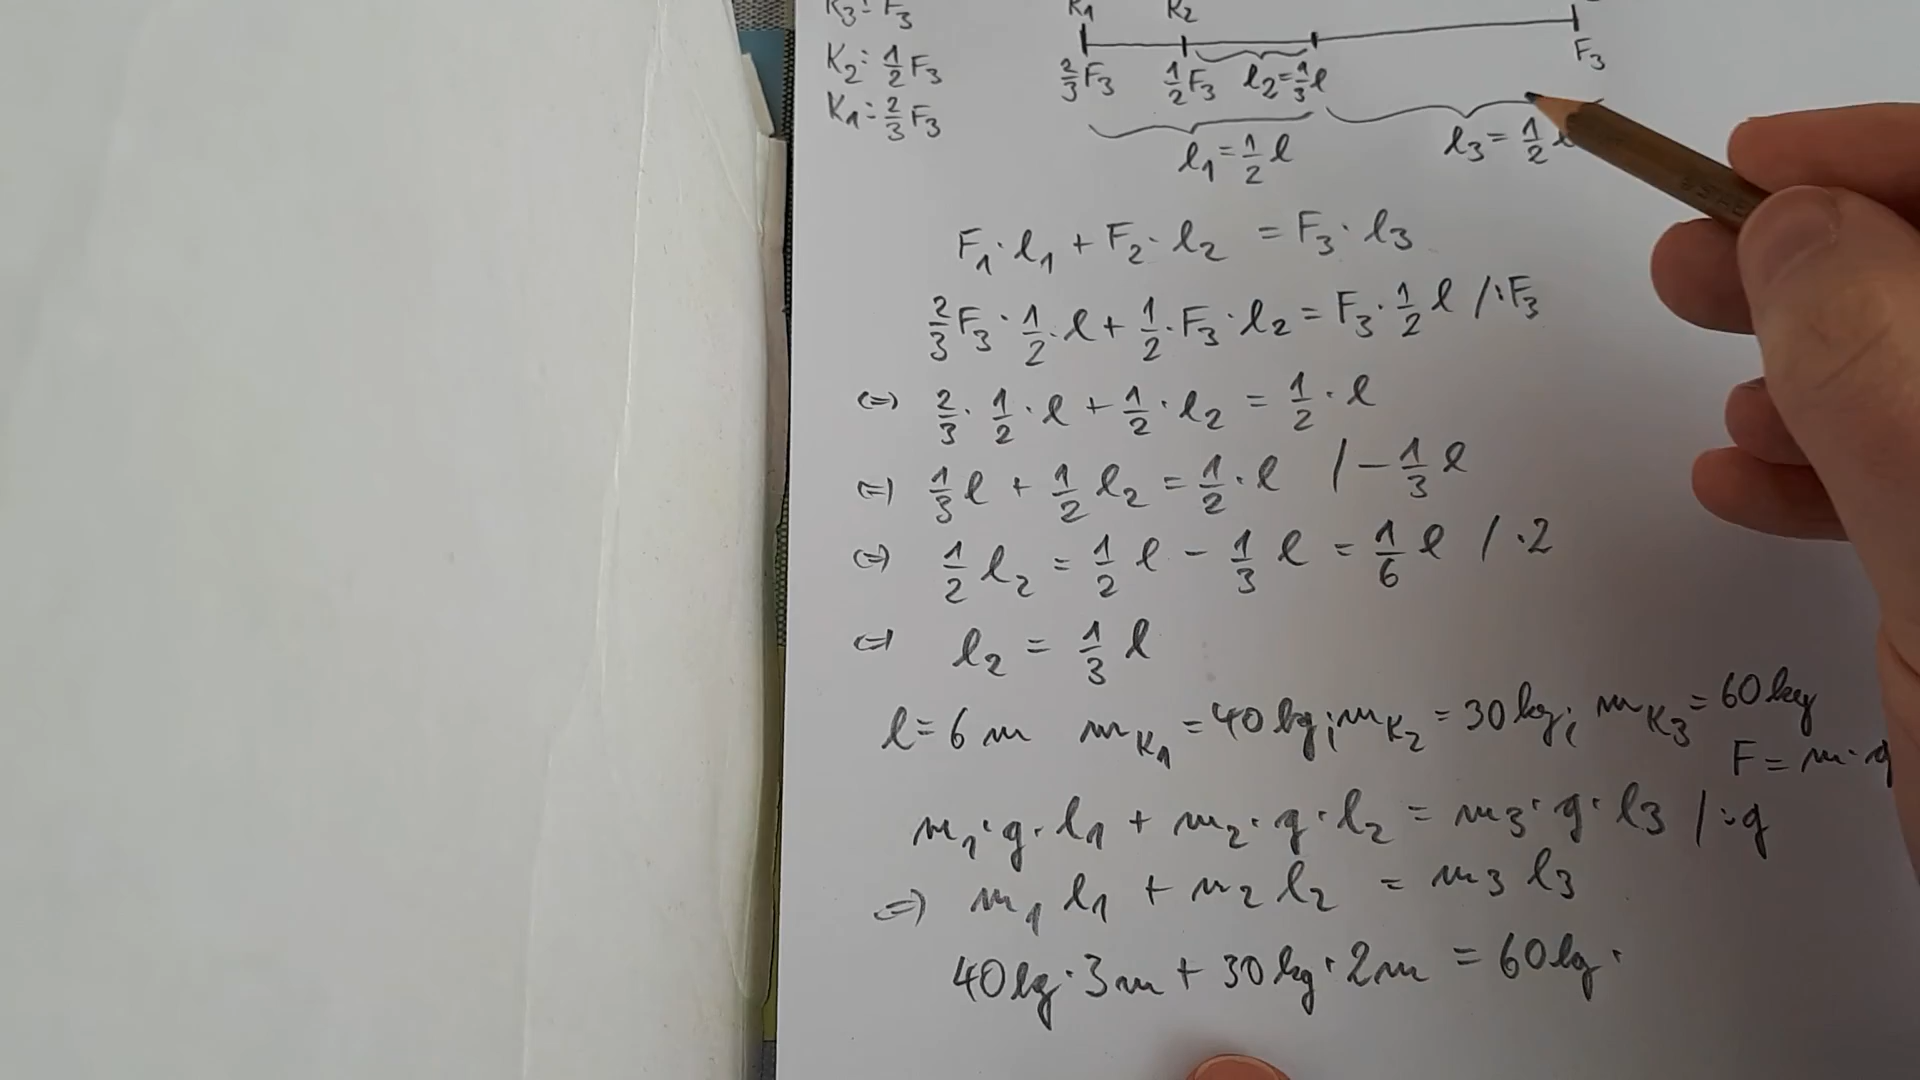 K3 = F3
K2 = 1/2 F3
K1 = 2/3 F3
K1 K2
2/3 F3 1/2 F3 l2 = 1/3 l F3
l1 = 1/2 l l3 = 1/2 l
F1 · l1 + F2 · l2 = F3 · l3
2/3 F3 · 1/2 · l + 1/2 · F3 · l2 = F3 · 1/2 l / : F3
<=> 2/3 · 1/2 · l + 1/2 · l2 = 1/2 · l
<=> 1/3 l + 1/2 l2 = 1/2 · l / - 1/3 l
<=> 1/2 l2 = 1/2 l - 1/3 l = 1/6 l / · 2
<=> l2 = 1/3 l
l = 6 m mK1 = 40 kg; mK2 = 30 kg; mK3 = 60 kg
F = m · g
m1 · g · l1 + m2 · g · l2 = m3 · g · l3 / : g
<=> m1 l1 + m2 l2 = m3 l3
40 kg · 3 m + 30 kg · 2 m = 60 kg ·